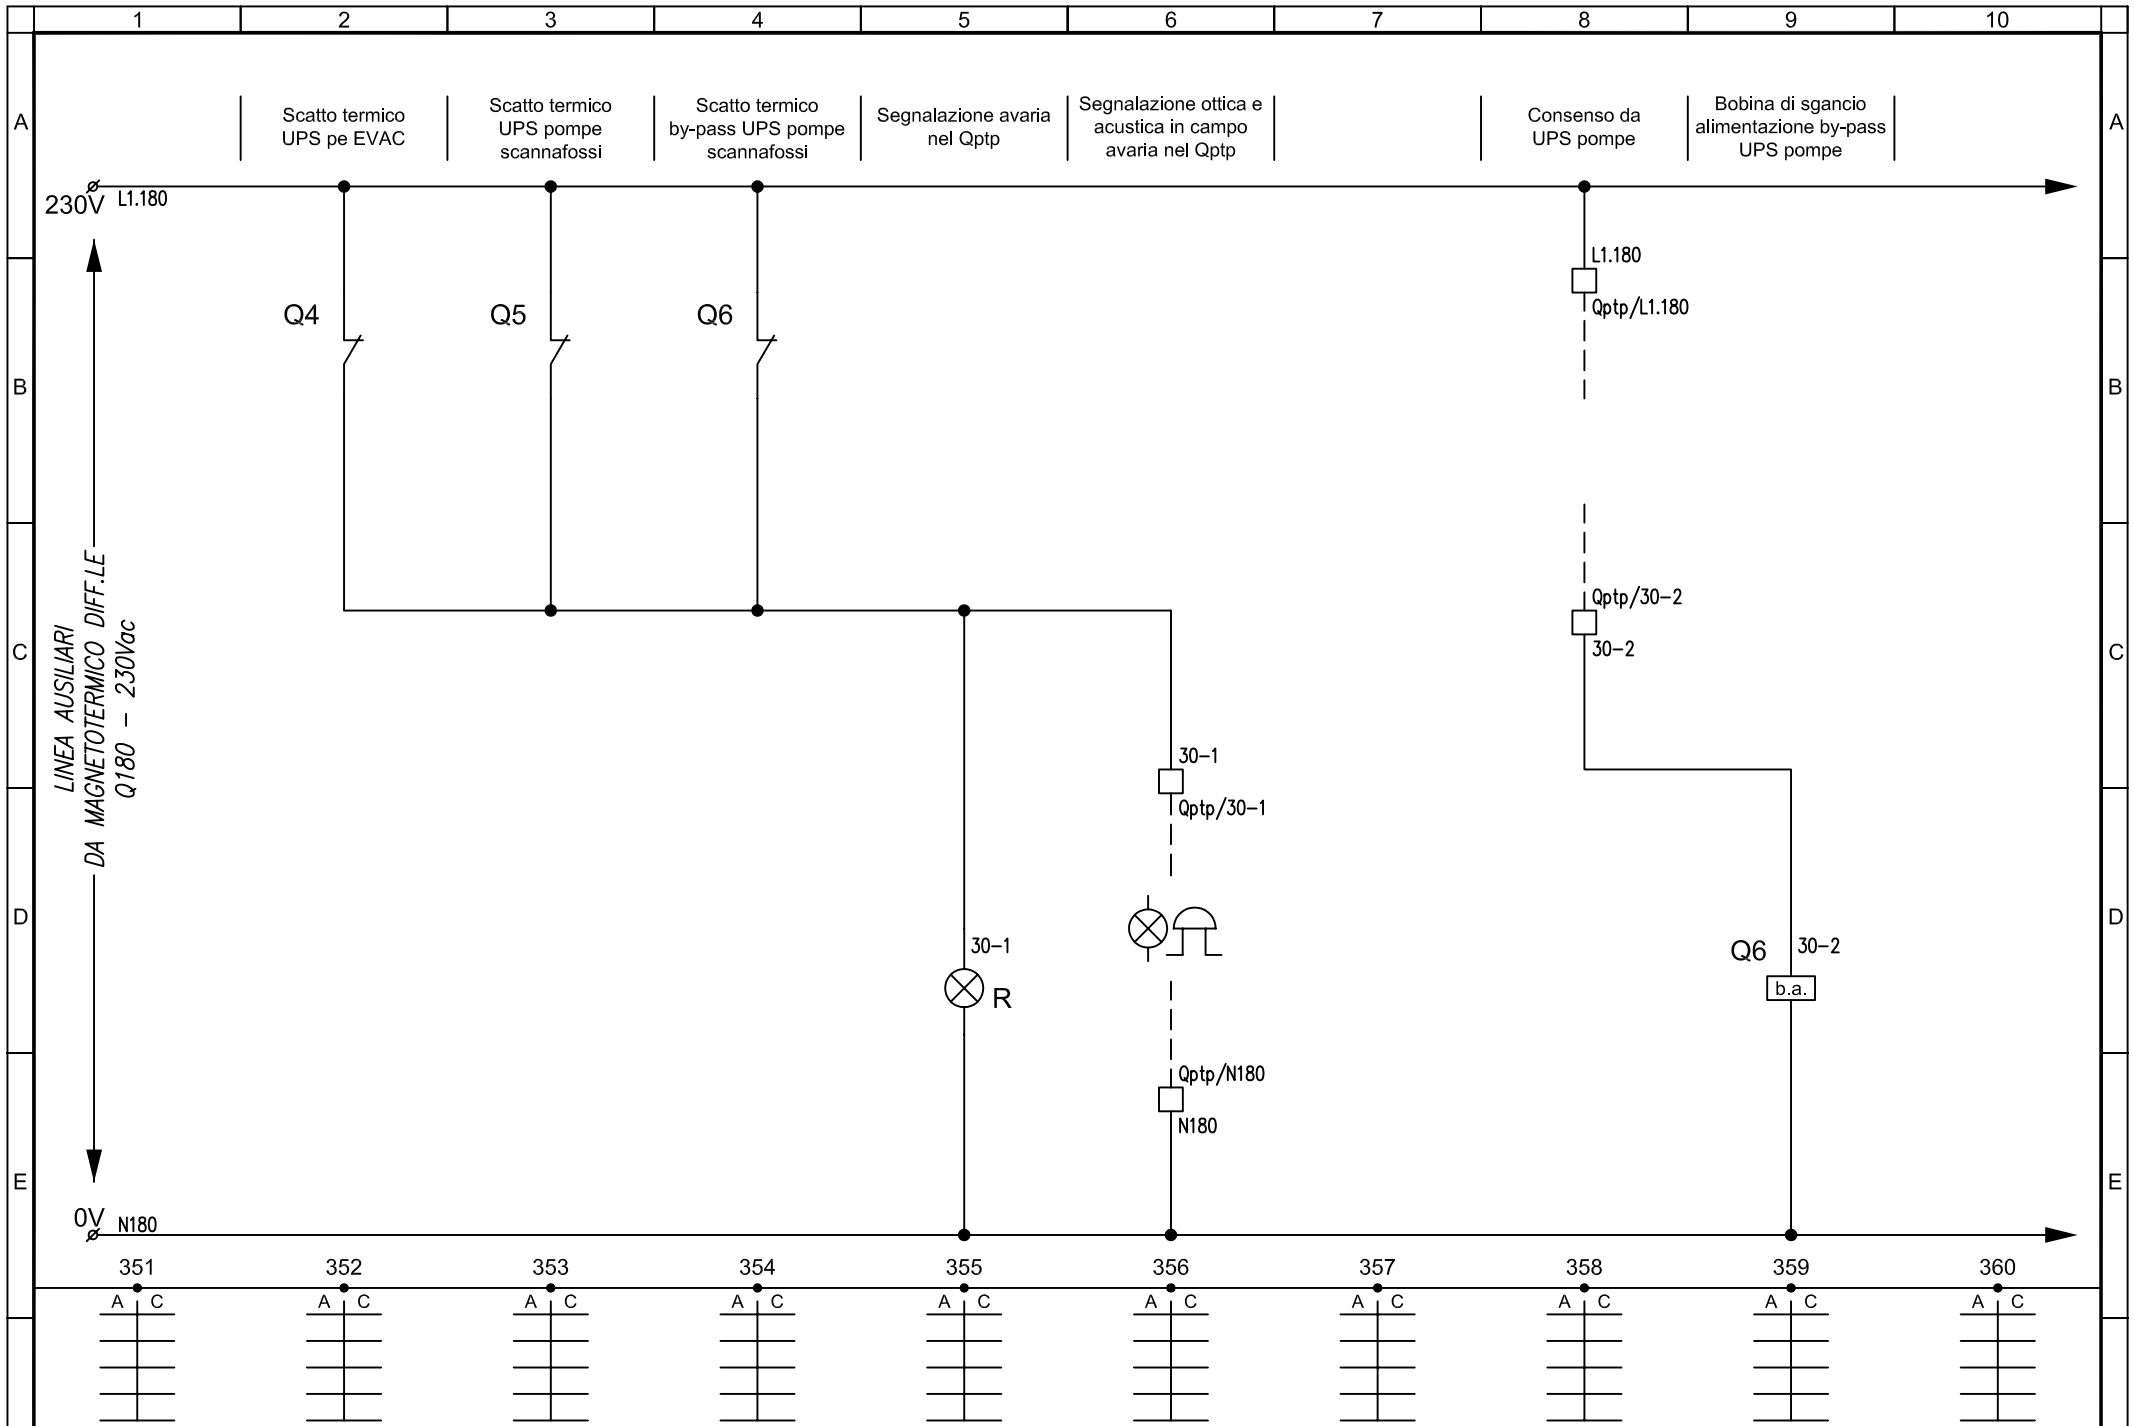 1 2 3 4 5 6 7 8 9 10
A
A
Scatto termico
UPS pe EVAC
Scatto termico
UPS pompe
scannafossi
Scatto termico
by-pass UPS pompe
scannafossi
Segnalazione avaria
nel Qptp
Segnalazione ottica e
acustica in campo
avaria nel Qptp
Consenso da
UPS pompe
Bobina di sgancio
alimentazione by-pass
UPS pompe
230V L1.180
L1.180
Qptp/L1.180
Q4
Q5
Q6
B
B
LINEA AUSILIARI
DA MAGNETOTERMICO DIFF.LE
Q180 - 230Vac
Qptp/30-2
30-2
C
C
30-1
Qptp/30-1
D
D
30-1
R
Q6 30-2
b.a.
Qptp/N180
N180
E
E
0V N180
351 352 353 354 355 356 357 358 359 360
A C A C A C A C A C A C A C A C A C A C